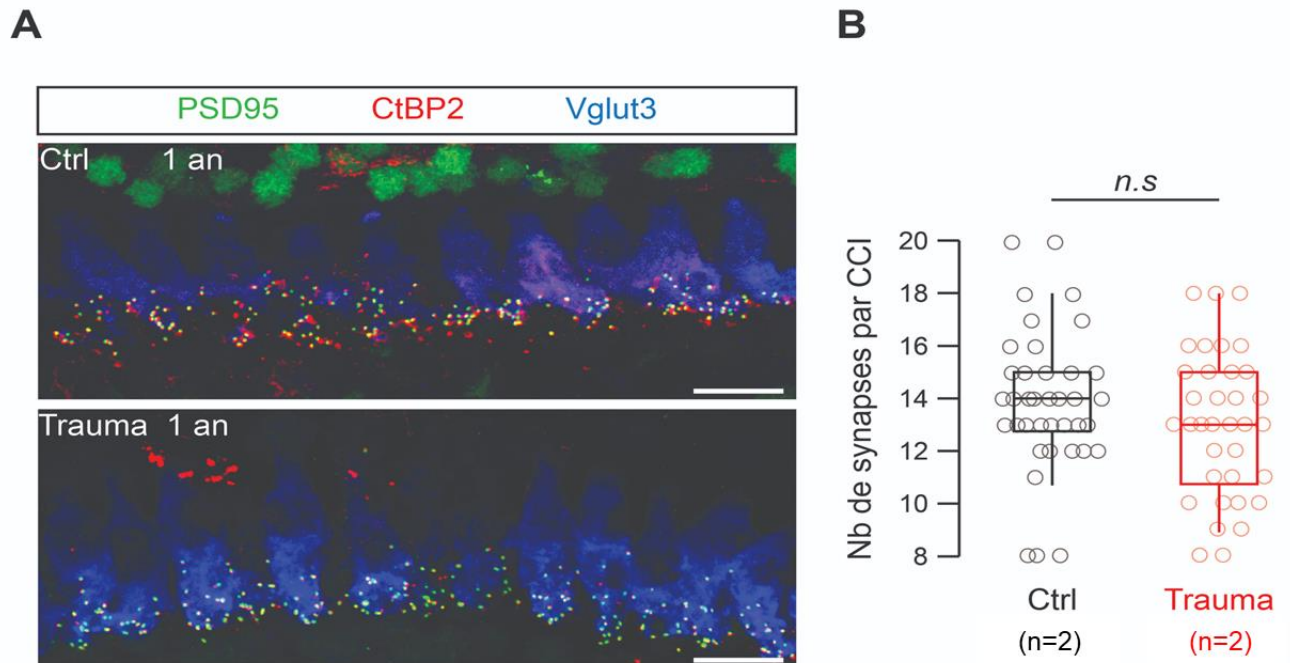 A
PSD95 CtBP2 Vglut3
Ctrl 1 an
Trauma 1 an
B
n.s
Nb de synapses par CCI
20
18
16
14
12
10
8
Ctrl Trauma
(n=2) (n=2)